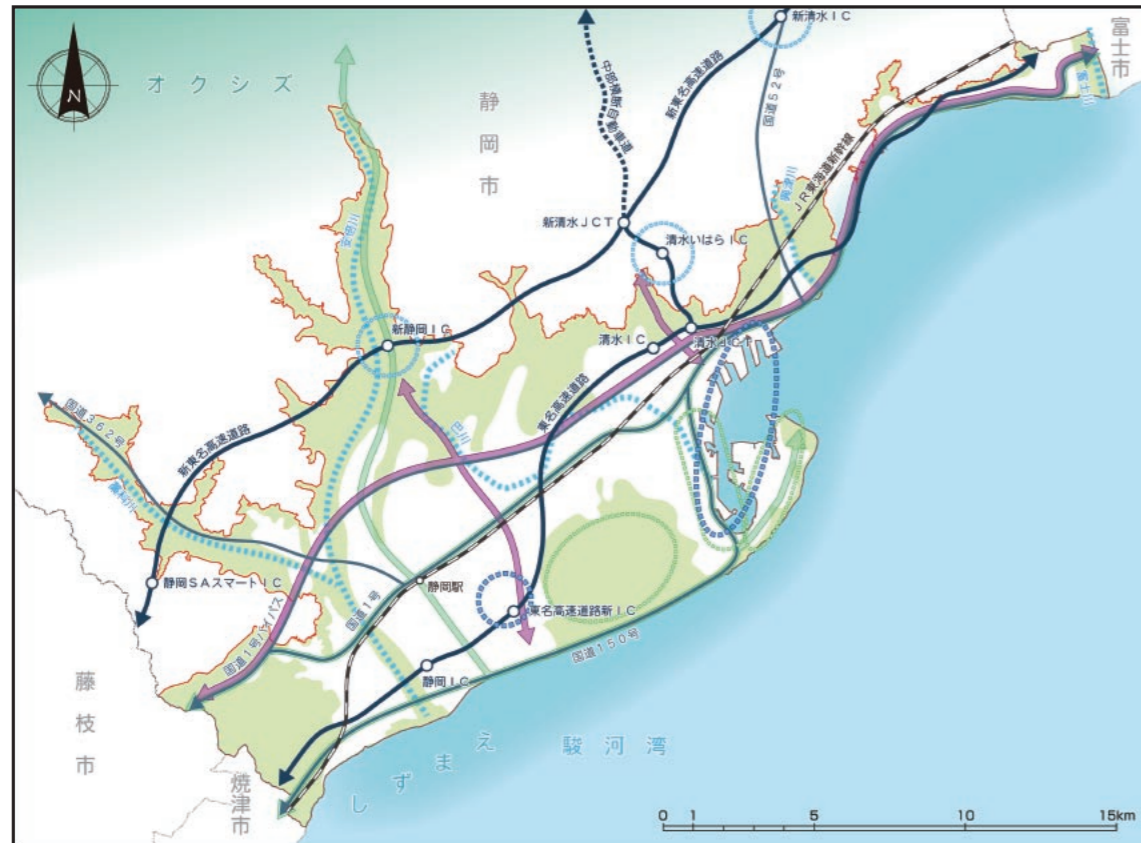 新清水IC
富士市
富士川
N
オクシズ
静岡市
中部横断自動車道
新東名高速道路
国道52号
JR東海道新幹線
興津川
安倍川
新清水JCT
清水いはらIC
新静岡IC
清水IC
清水JCT
国道362号
新東名高速道路
巴川
東名高速道路
藁科川
静岡SAスマートIC
静岡駅
国道1号
東名高速道路新IC
国道1号バイパス
国道150号
静岡IC
藤枝市
焼津市
しずまえ
駿河湾
0 1 5 10 15km